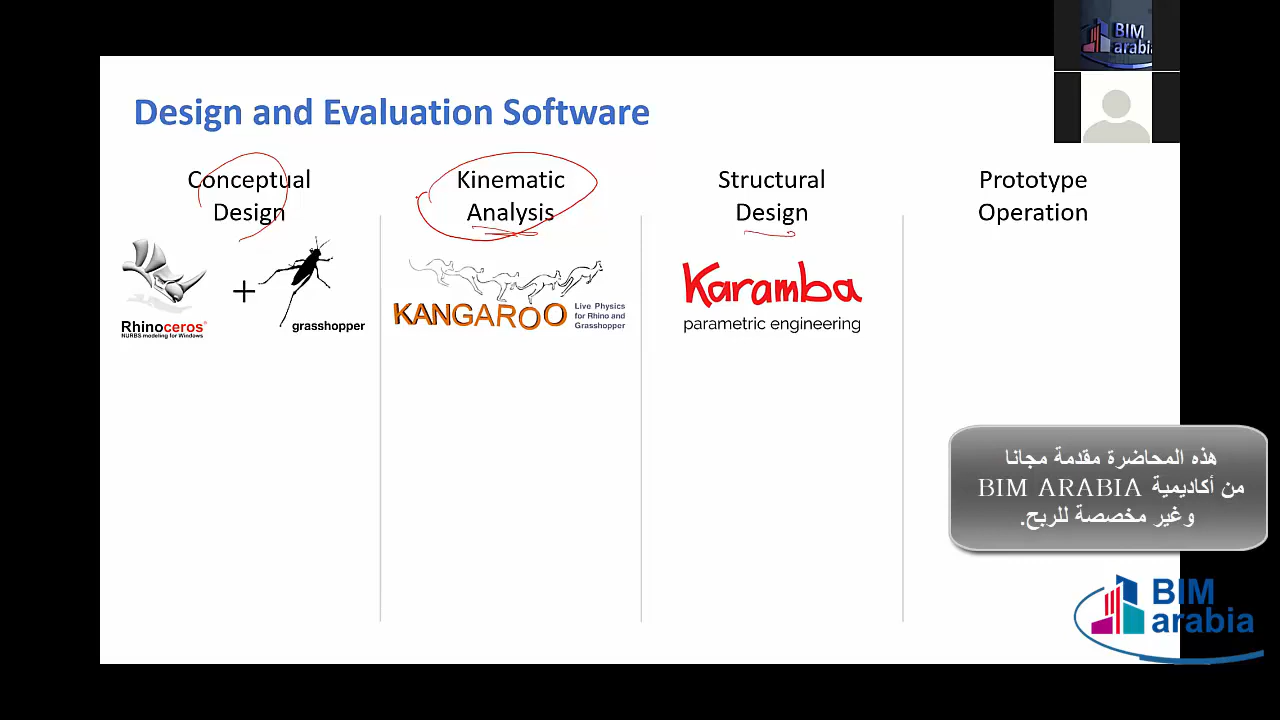 BIM
arabia
Design and Evaluation Software
Conceptual
Design
Kinematic
Analysis
Structural
Design
Prototype
Operation
Rhinoceros®
NURBS modeling for Windows
+
grasshopper
KANGAROO
Live Physics
for Rhino and
Grasshopper
Karamba
parametric engineering
هذه المحاضرة مقدمة مجانا
من أكاديمية BIM ARABIA
وغير مخصصة للربح.
BIM
arabia